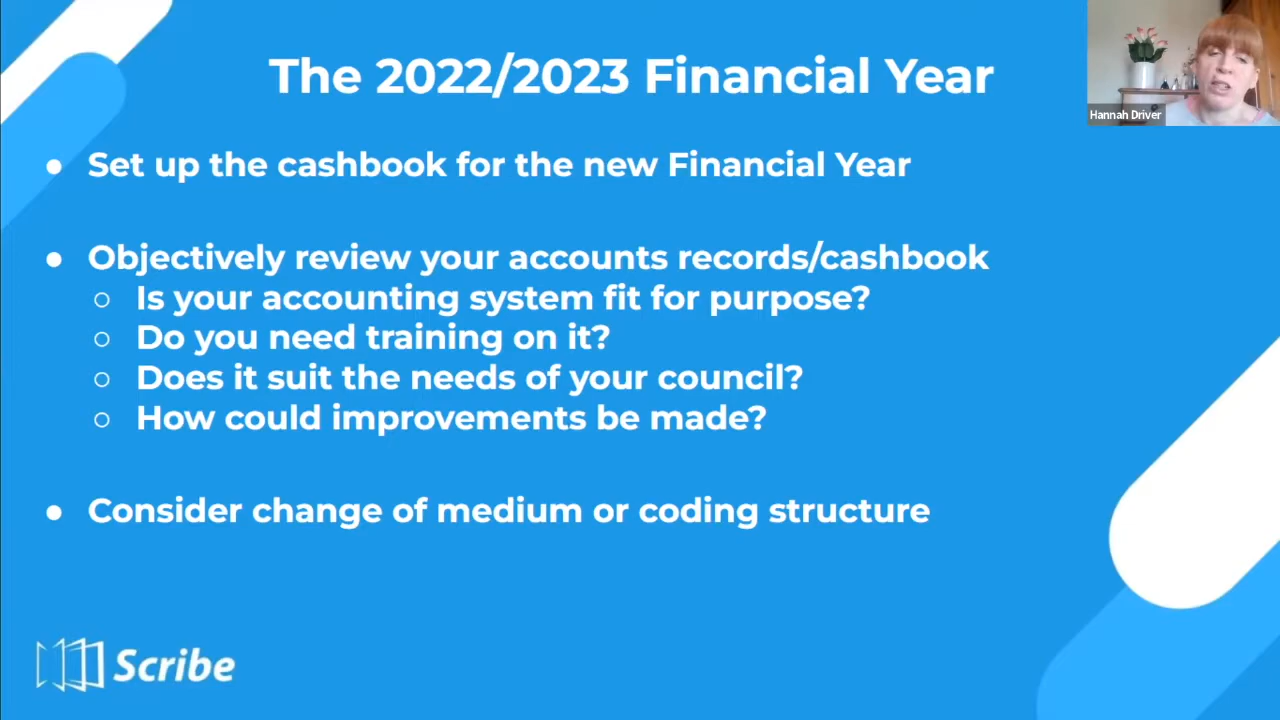 The 2022/2023 Financial Year
Hannah Driver
● Set up the cashbook for the new Financial Year
● Objectively review your accounts records/cashbook
○ Is your accounting system fit for purpose?
○ Do you need training on it?
○ Does it suit the needs of your council?
○ How could improvements be made?
● Consider change of medium or coding structure
Scribe